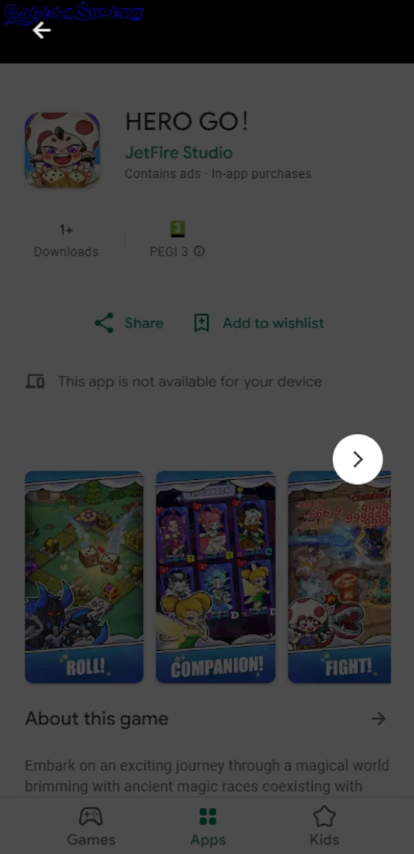 HERO GO!
JetFire Studio
Contains ads · In-app purchases
1+
3
Downloads
PEGI 3
Share
Add to wishlist
This app is not available for your device
ROLL!
COMPANION!
FIGHT!
About this game
Embark on an exciting journey through a magical world
brimming with ancient magic races coexisting with
Games
Apps
Kids